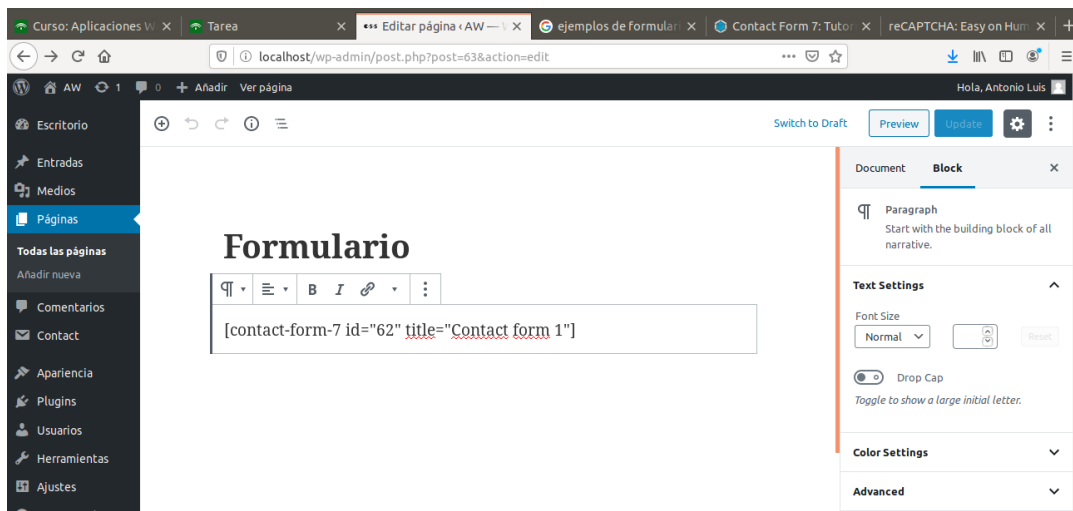 Curso: Aplicaciones W
Tarea
Editar página ‹ AW — W
ejemplos de formulari
Contact Form 7: Tutor
reCAPTCHA: Easy on Hum
localhost/wp-admin/post.php?post=63&action=edit
AW
1
0
Añadir
Ver página
Hola, Antonio Luis
Escritorio
Entradas
Medios
Páginas
Todas las páginas
Añadir nueva
Comentarios
Contact
Apariencia
Plugins
Usuarios
Herramientas
Ajustes
Switch to Draft
Preview
Update
Formulario
B I
[contact-form-7 id="62" title="Contact form 1"]
Document
Block
Paragraph
Start with the building block of all
narrative.
Text Settings
Font Size
Normal
Reset
Drop Cap
Toggle to show a large initial letter.
Color Settings
Advanced